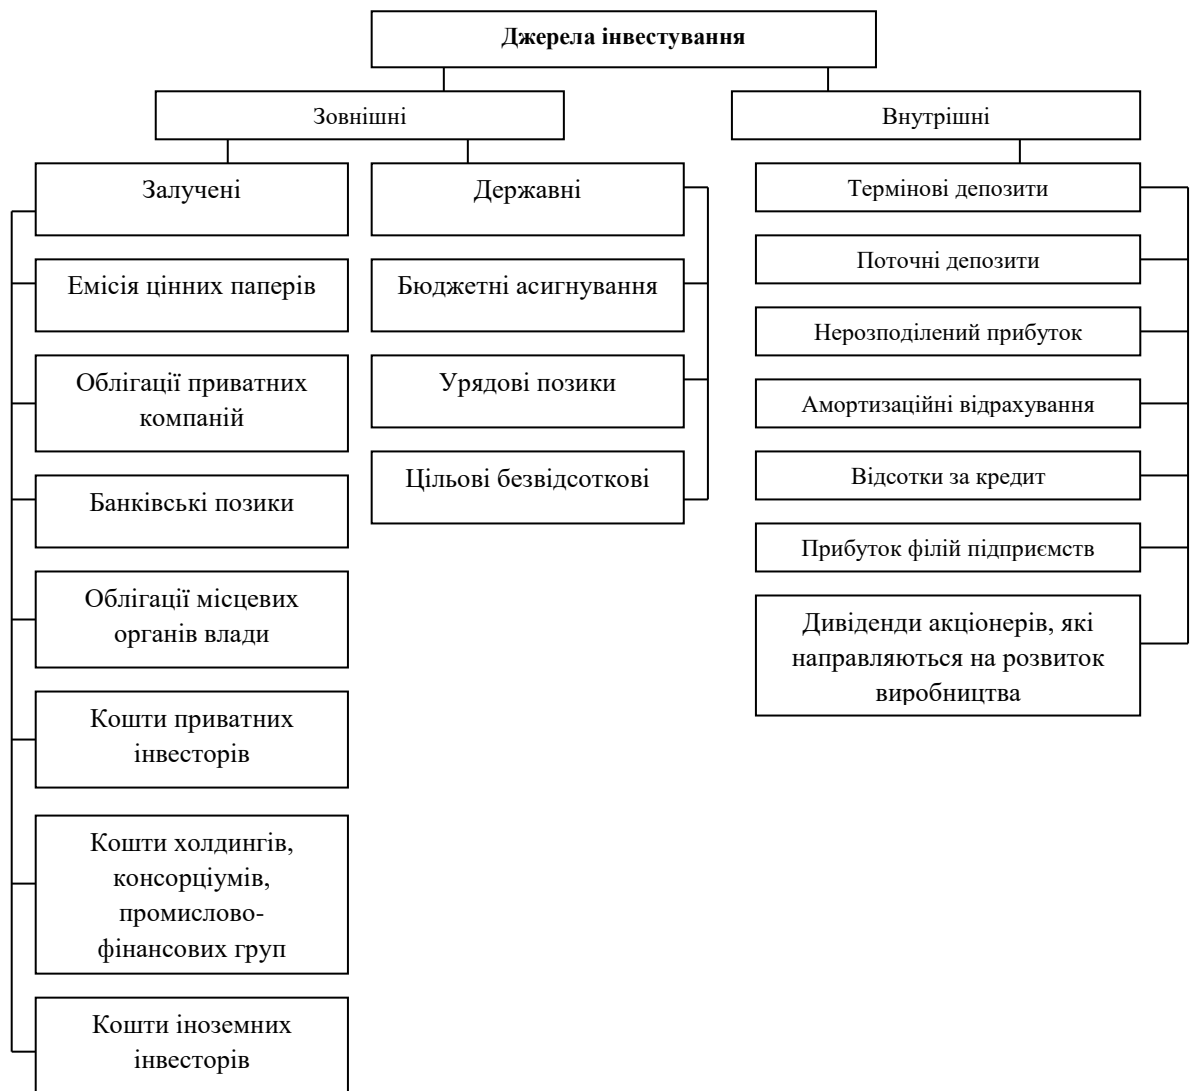 Джерела інвестування
Зовнішні
Внутрішні
Залучені
Державні
Термінові депозити
Емісія цінних паперів
Бюджетні асигнування
Поточні депозити
Облігації приватних
компаній
Урядові позики
Нерозподілений прибуток
Амортизаційні відрахування
Банківські позики
Цільові безвідсоткові
Відсотки за кредит
Прибуток філій підприємств
Облігації місцевих
органів влади
Дивіденди акціонерів, які
направляються на розвиток
виробництва
Кошти приватних
інвесторів
Кошти холдингів,
консорціумів,
промислово-
фінансових груп
Кошти іноземних
інвесторів